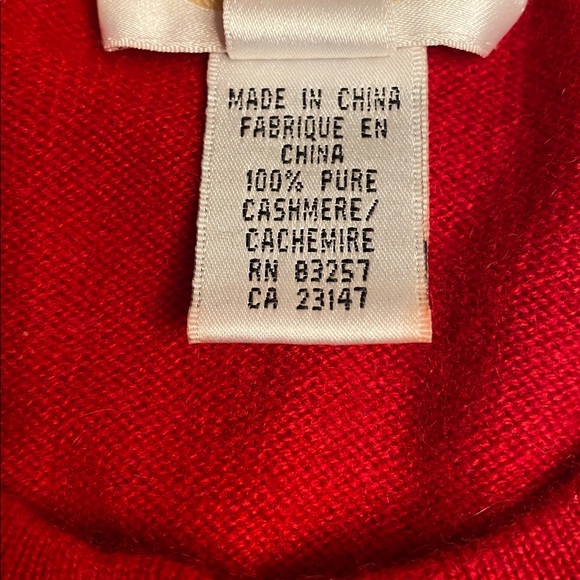 MADE IN CHINA
FABRIQUE EN
CHINA
100% PURE
CASHMERE/
CACHEMIRE
RN 83257
CA 23147